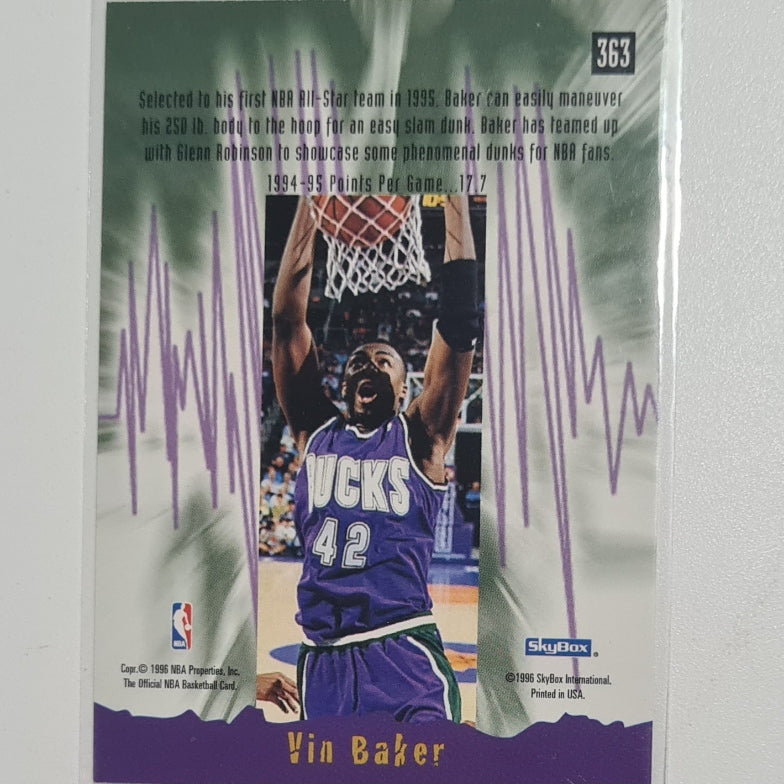 363
Selected to his first NBA All-Star team in 1995, Baker can easily maneuver
his 250 lb. body to the hoop for an easy slam dunk. Baker has teamed up
with Glenn Robinson to showcase some phenomenal dunks for NBA fans.
1994-95 Points Per Game...17.7
BUCKS
42
NBA
SkyBox
Copr.© 1996 NBA Properties, Inc.
The Official NBA Basketball Card.
©1996 SkyBox International.
Printed in USA.
Vin Baker